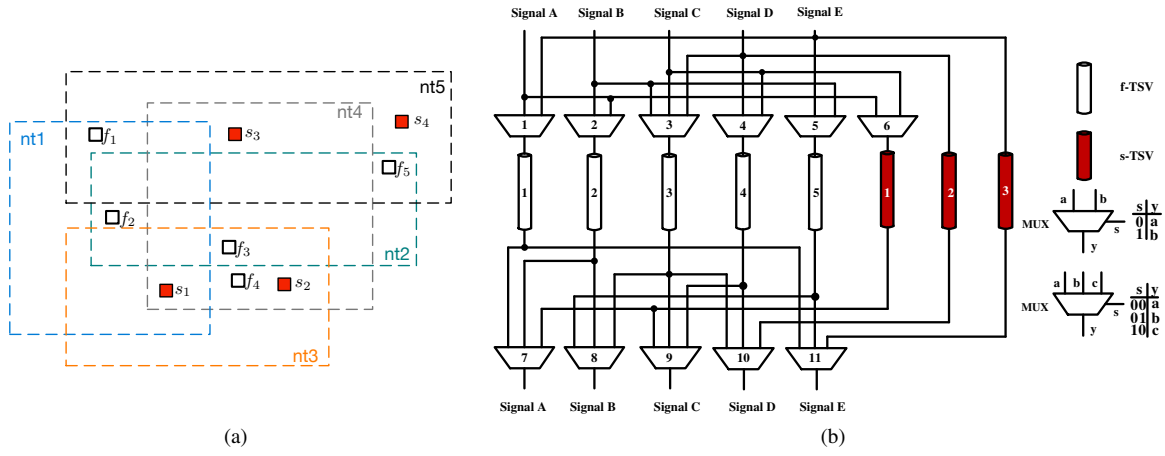 Signal A Signal B Signal C Signal D Signal E
nt5
nt4
nt1
f1
s3
s4
f5
f2
f3
nt2
s1
f4
s2
nt3
1 2 3 4 5 6
1 2 3 4 5 1 2 3
7 8 9 10 11
Signal A Signal B Signal C Signal D Signal E
f-TSV
s-TSV
a b
MUX
s
y
s y
0 a
1 b
a b c
MUX
s
y
s y
00 a
01 b
10 c
(a) (b)